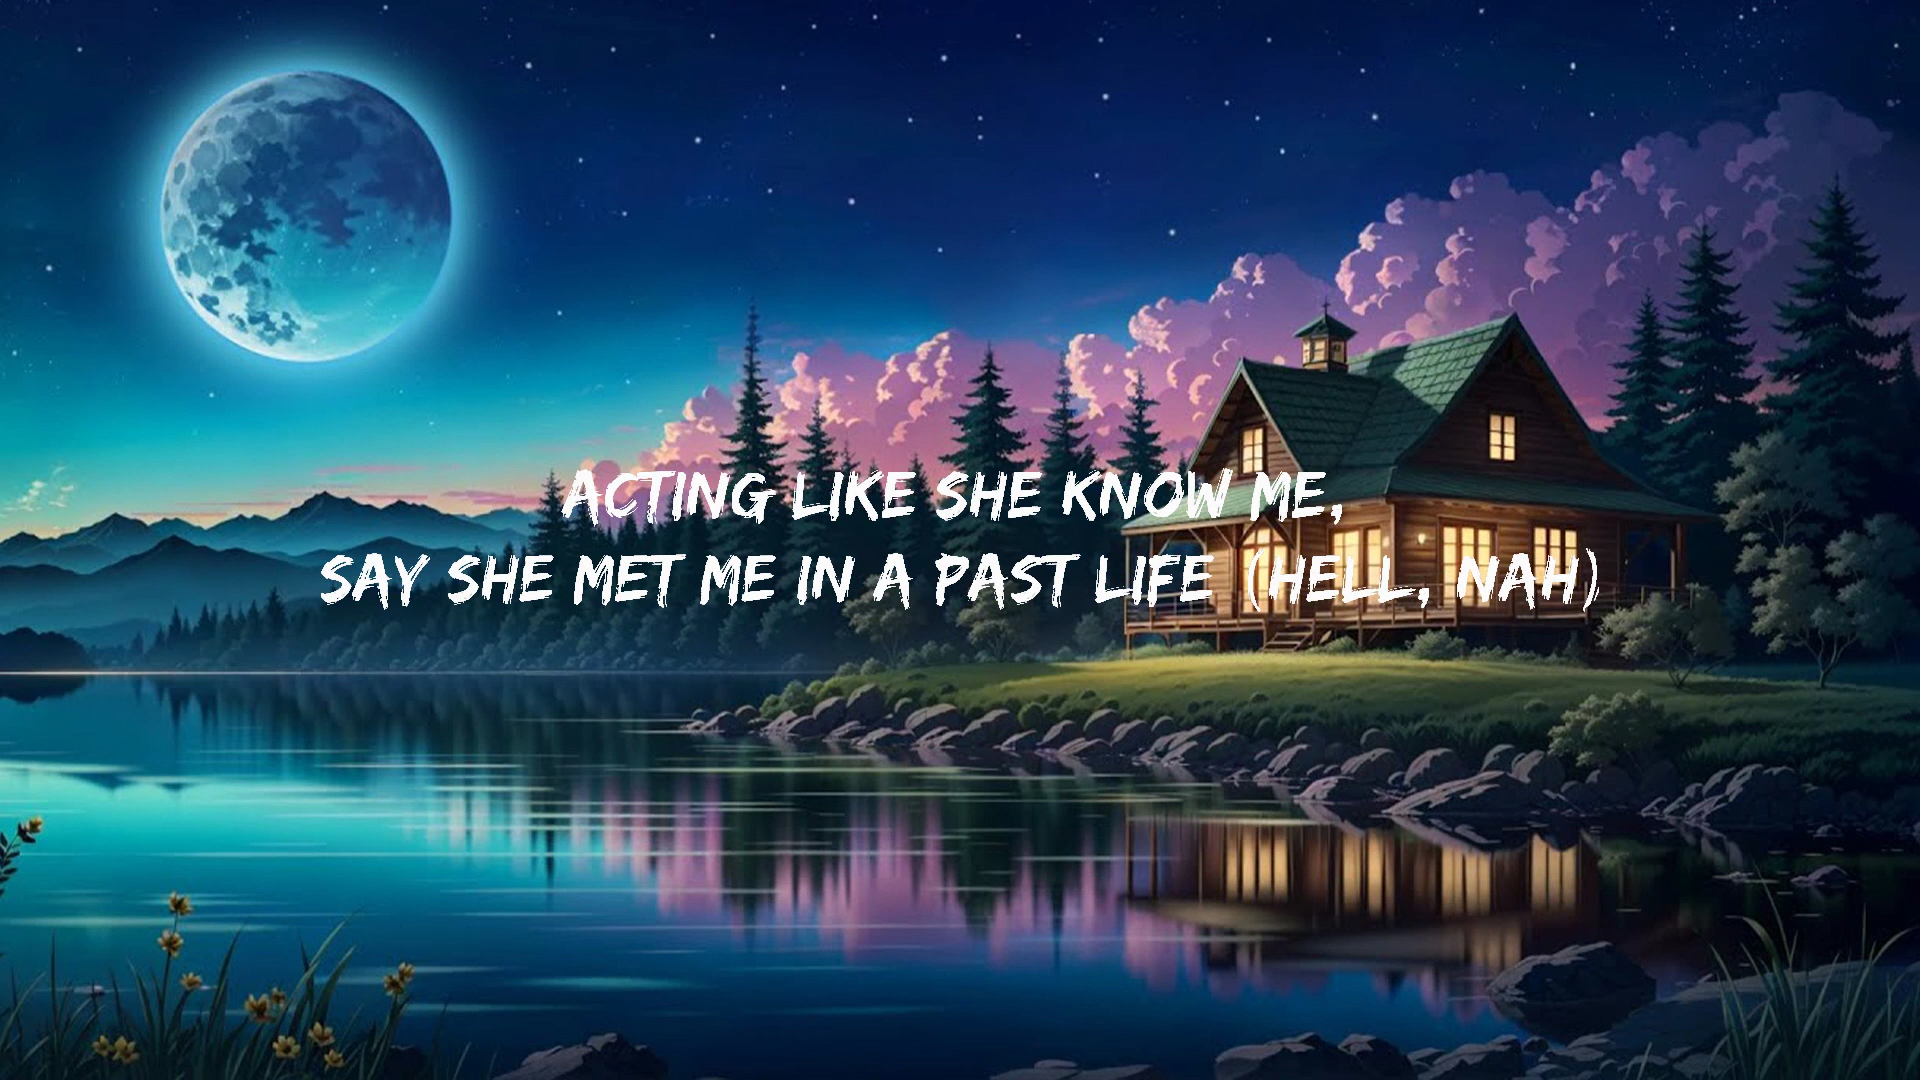 ACTING LIKE SHE KNOW ME,
SAY SHE MET ME IN A PAST LIFE (HELL, NAH)